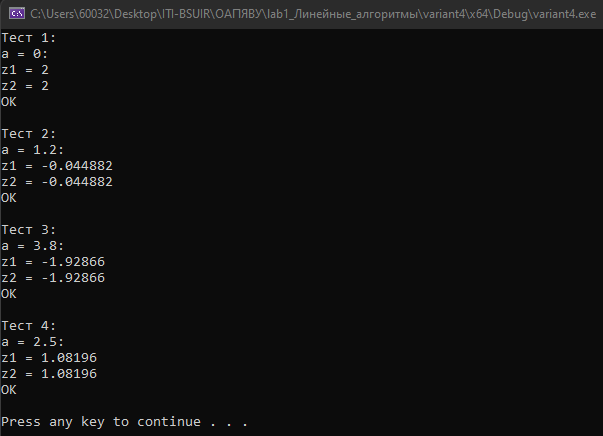 C:\Users\60032\Desktop\ITI-BSUIR\ОАПЯВУ\lab1_Линейные_алгоритмы\variant4\x64\Debug\variant4.exe
Тест 1:
a = 0:
z1 = 2
z2 = 2
OK
Тест 2:
a = 1.2:
z1 = -0.044882
z2 = -0.044882
OK
Тест 3:
a = 3.8:
z1 = -1.92866
z2 = -1.92866
OK
Тест 4:
a = 2.5:
z1 = 1.08196
z2 = 1.08196
OK
Press any key to continue . . .